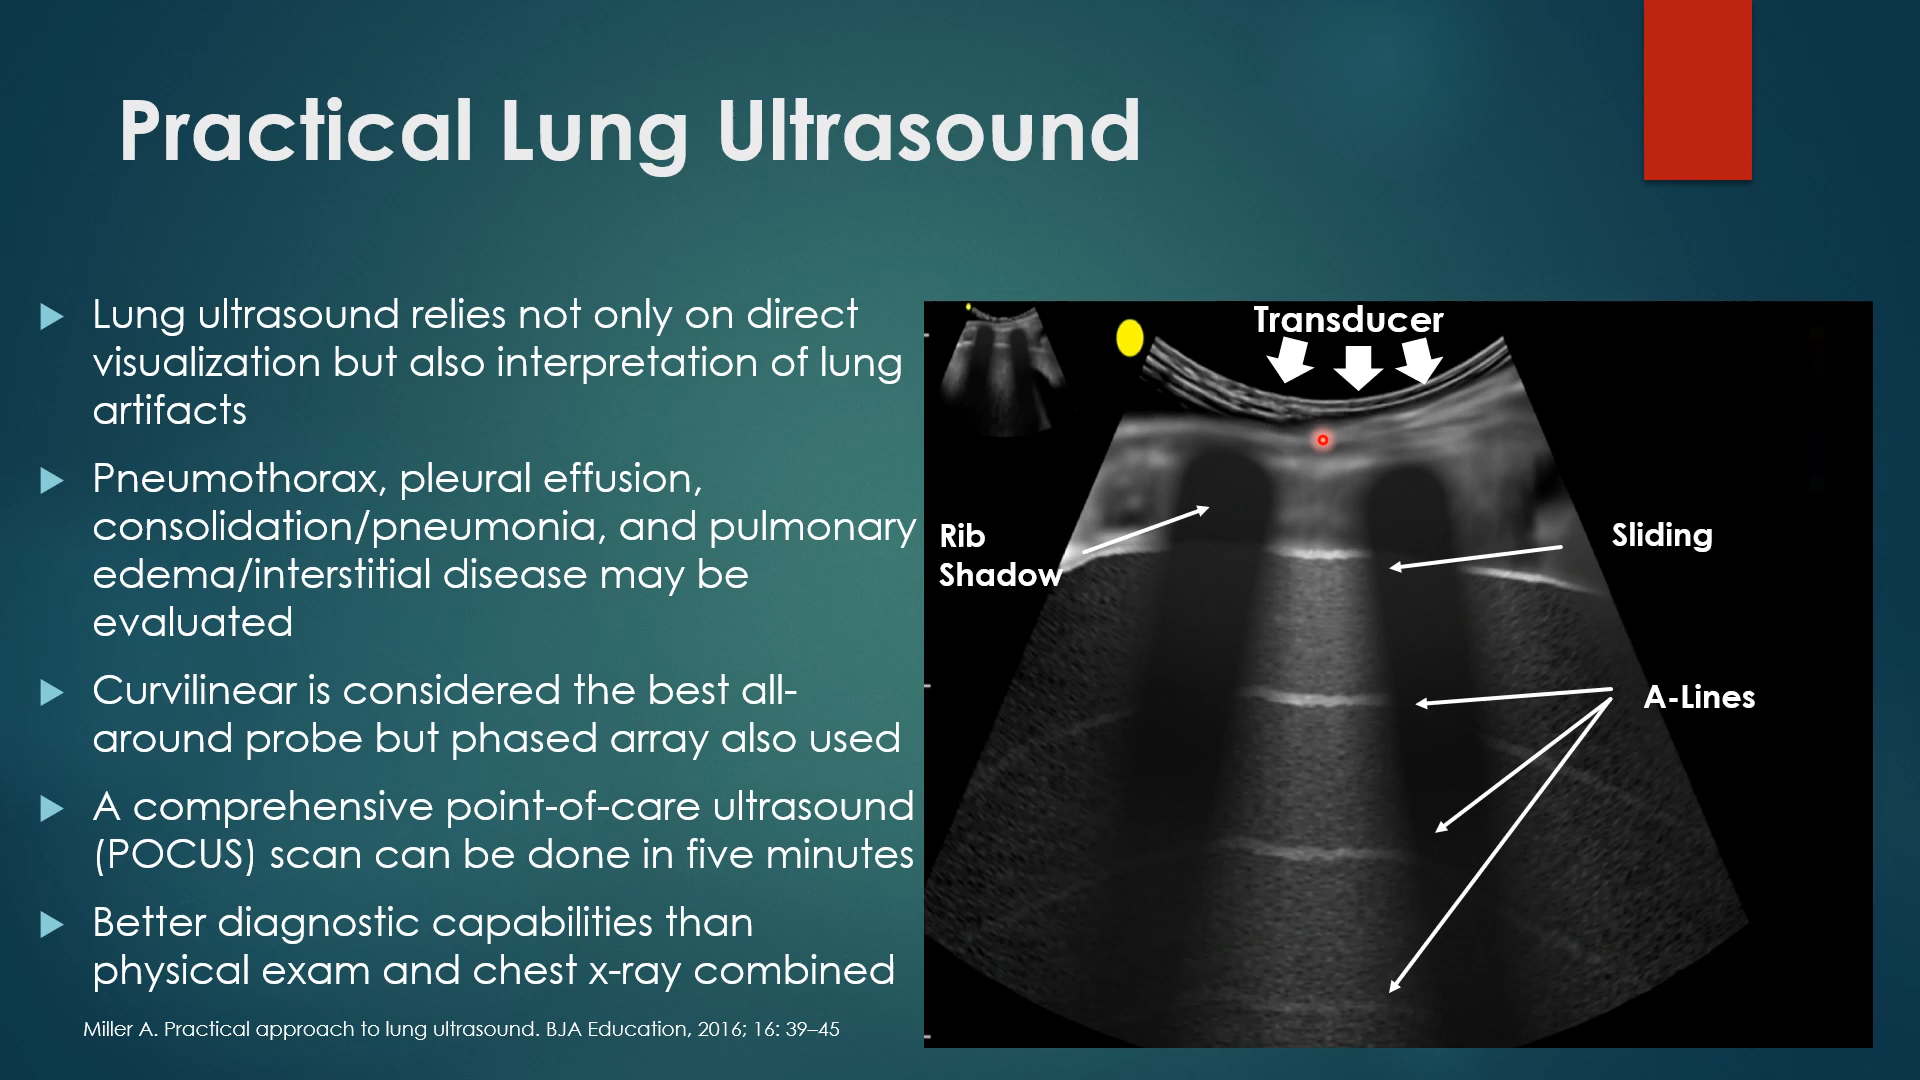 Practical Lung Ultrasound
Lung ultrasound relies not only on direct
visualization but also interpretation of lung
artifacts
Pneumothorax, pleural effusion,
consolidation/pneumonia, and pulmonary
edema/interstitial disease may be
evaluated
Curvilinear is considered the best all-
around probe but phased array also used
A comprehensive point-of-care ultrasound
(POCUS) scan can be done in five minutes
Better diagnostic capabilities than
physical exam and chest x-ray combined
Miller A. Practical approach to lung ultrasound. BJA Education, 2016; 16: 39–45
Transducer
Rib
Shadow
Sliding
A-Lines